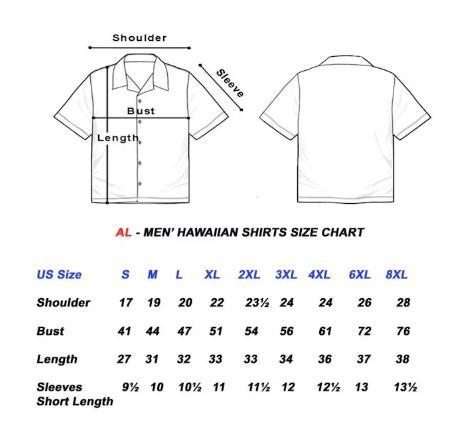 Shoulder
Sleeve
Bust
Length
AL - MEN' HAWAIIAN SHIRTS SIZE CHART
US Size S M L XL 2XL 3XL 4XL 6XL 8XL
Shoulder 17 19 20 22 23½ 24 24 26 28
Bust 41 44 47 51 54 56 61 72 76
Length 27 31 32 33 33 34 36 37 38
Sleeves 9½ 10 10½ 11 11½ 12 12½ 13 13½
Short Length